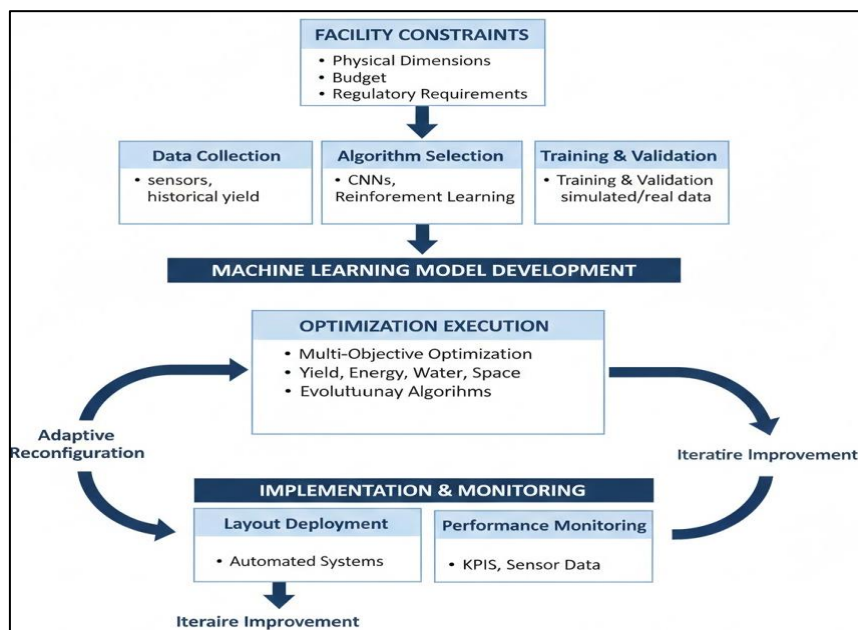 FACILITY CONSTRAINTS
• Physical Dimensions
• Budget
• Regulatory Requirements
Data Collection
• sensors,
historical yield
Algorithm Selection
• CNNs,
Reinforement Learning
Training & Validation
• Training & Validation
simulated/real data
MACHINE LEARNING MODEL DEVELOPMENT
OPTIMIZATION EXECUTION
• Multi-Objective Optimization
• Yield, Energy, Water, Space
• Evolutuunay Algorihms
Adaptive
Reconfiguration
Iteratire Improvement
IMPLEMENTATION & MONITORING
Layout Deployment
• Automated Systems
Performance Monitoring
• KPIS, Sensor Data
Iteraire Improvement